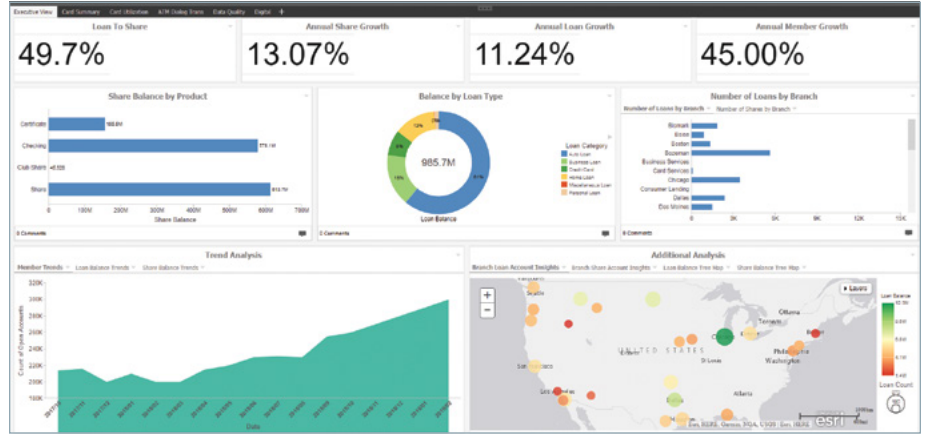 Executive View Card Summary Card Utilization ATM Dialog Trans Data Quality Digital +
Loan To Share
49.7%
Annual Share Growth
13.07%
Annual Loan Growth
11.24%
Annual Member Growth
45.00%
Share Balance by Product
Certificate
Checking
Club Share
Share
0 100M 200M 300M 400M 500M 600M 700M
Share Balance
0 Comments
Balance by Loan Type
985.7M
Loan Balance
Loan Category
Auto Loan
Business Loan
Credit Card
Home Loan
Miscellaneous Loan
Personal Loan
0 Comments
Number of Loans by Branch
Number of Loans by Branch Number of Shares by Branch
Bismark
Boise
Boston
Bozeman
Business Services
Card Services
Chicago
Consumer Lending
Dallas
Des Moines
0 3K 6K 9K 12K 15K
0 Comments
Trend Analysis
Member Trends Loan Balance Trends Share Balance Trends
320K
300K
280K
260K
240K
220K
200K
180K
Count of Open Accounts
Date
Additional Analysis
Branch Loan Account Insights Branch Share Account Insights Loan Balance Tree Map Share Balance Tree Map
+
−
Layers
Seattle
Ottawa
Toronto
UNITED STATES
Denver
St Louis
Washington
San Francisco
Atlanta
Loan Balance
Loan Count
esri